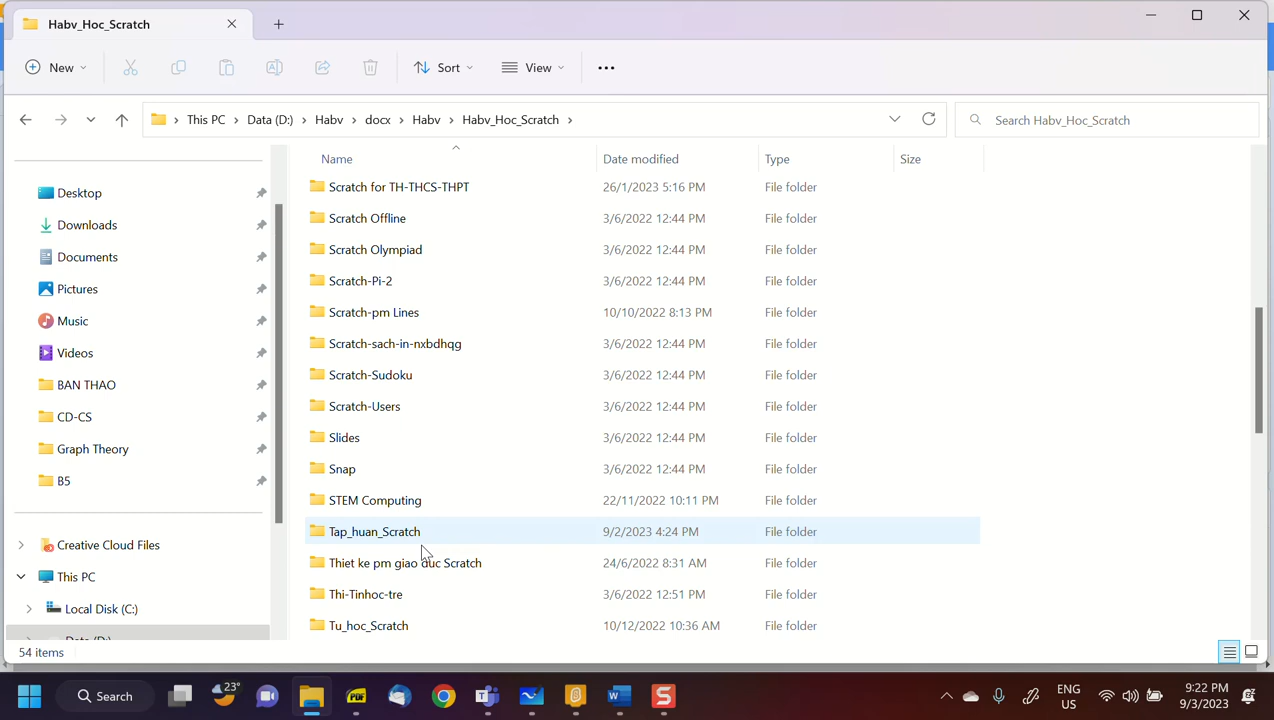 Habv_Hoc_Scratch
New
Sort
View
This PC > Data (D:) > Habv > docx > Habv > Habv_Hoc_Scratch >
Search Habv_Hoc_Scratch
Name Date modified Type Size
Desktop
Downloads
Documents
Pictures
Music
Videos
BAN THAO
CD-CS
Graph Theory
B5
Creative Cloud Files
This PC
Local Disk (C:)
Data (D:)
Scratch for TH-THCS-THPT 26/1/2023 5:16 PM File folder
Scratch Offline 3/6/2022 12:44 PM File folder
Scratch Olympiad 3/6/2022 12:44 PM File folder
Scratch-Pi-2 3/6/2022 12:44 PM File folder
Scratch-pm Lines 10/10/2022 8:13 PM File folder
Scratch-sach-in-nxbdhqg 3/6/2022 12:44 PM File folder
Scratch-Sudoku 3/6/2022 12:44 PM File folder
Scratch-Users 3/6/2022 12:44 PM File folder
Slides 3/6/2022 12:44 PM File folder
Snap 3/6/2022 12:44 PM File folder
STEM Computing 22/11/2022 10:11 PM File folder
Tap_huan_Scratch 9/2/2023 4:24 PM File folder
Thiet ke pm giao duc Scratch 24/6/2022 8:31 AM File folder
Thi-Tinhoc-tre 3/6/2022 12:51 PM File folder
Tu_hoc_Scratch 10/12/2022 10:36 AM File folder
54 items
Search
23°
PDF
ENG
US
9:22 PM
9/3/2023